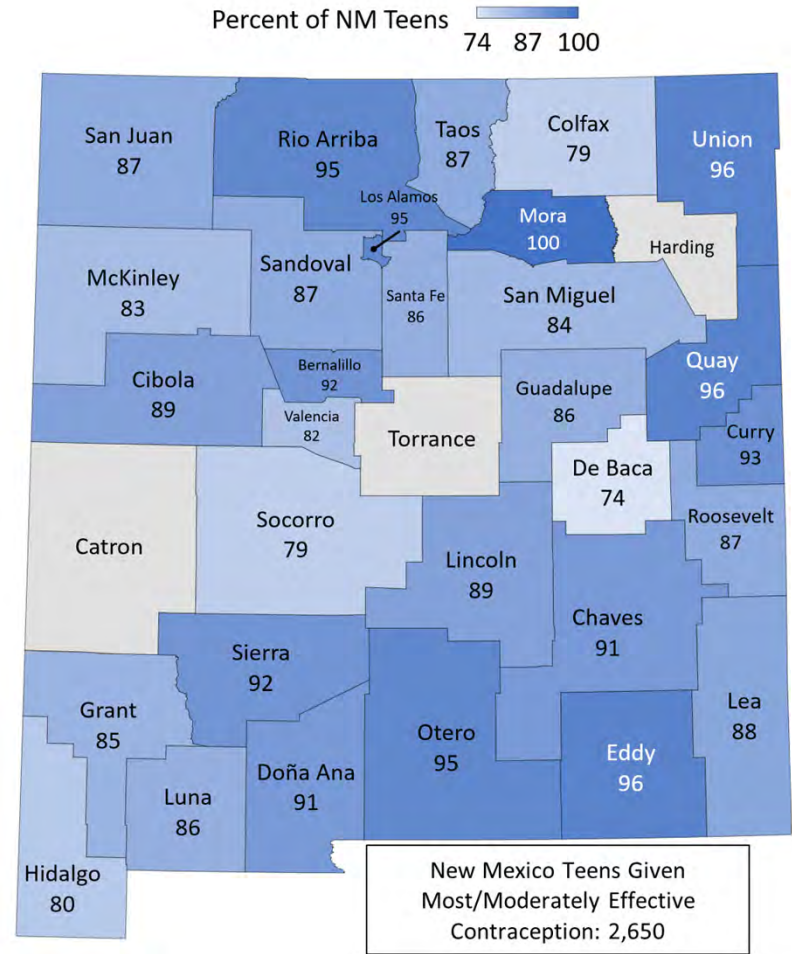 Percent of NM Teens
74 87 100
San Juan
87
Rio Arriba
95
Taos
87
Colfax
79
Union
96
Los Alamos
95
Mora
100
Harding
McKinley
83
Sandoval
87
Santa Fe
86
San Miguel
84
Quay
96
Cibola
89
Bernalillo
92
Valencia
82
Torrance
Guadalupe
86
Curry
93
De Baca
74
Roosevelt
87
Catron
Socorro
79
Lincoln
89
Chaves
91
Sierra
92
Grant
85
Lea
88
Otero
95
Eddy
96
Doña Ana
91
Luna
86
Hidalgo
80
New Mexico Teens Given
Most/Moderately Effective
Contraception: 2,650